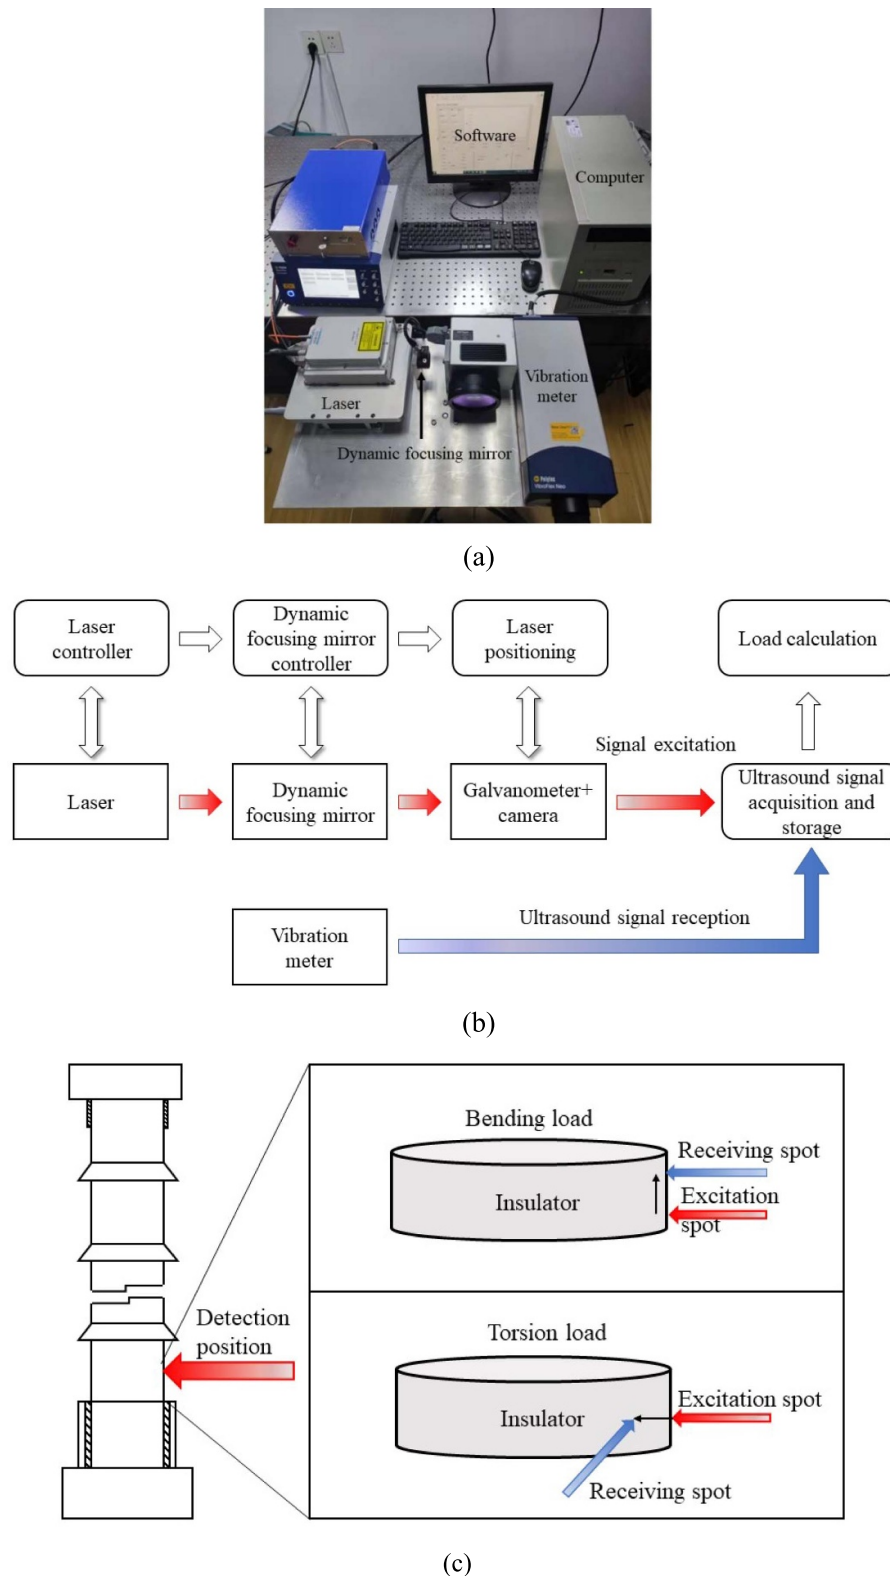 Software
Computer
Vibration
meter
Laser
Dynamic focusing mirror
(a)
Laser
controller
Dynamic
focusing mirror
controller
Laser
positioning
Load calculation
Signal excitation
Laser
Dynamic
focusing mirror
Galvanometer+
camera
Ultrasound signal
acquisition and
storage
Ultrasound signal reception
Vibration
meter
(b)
Bending load
Receiving spot
Insulator
Excitation
spot
Detection
position
Torsion load
Excitation spot
Insulator
Receiving spot
(c)